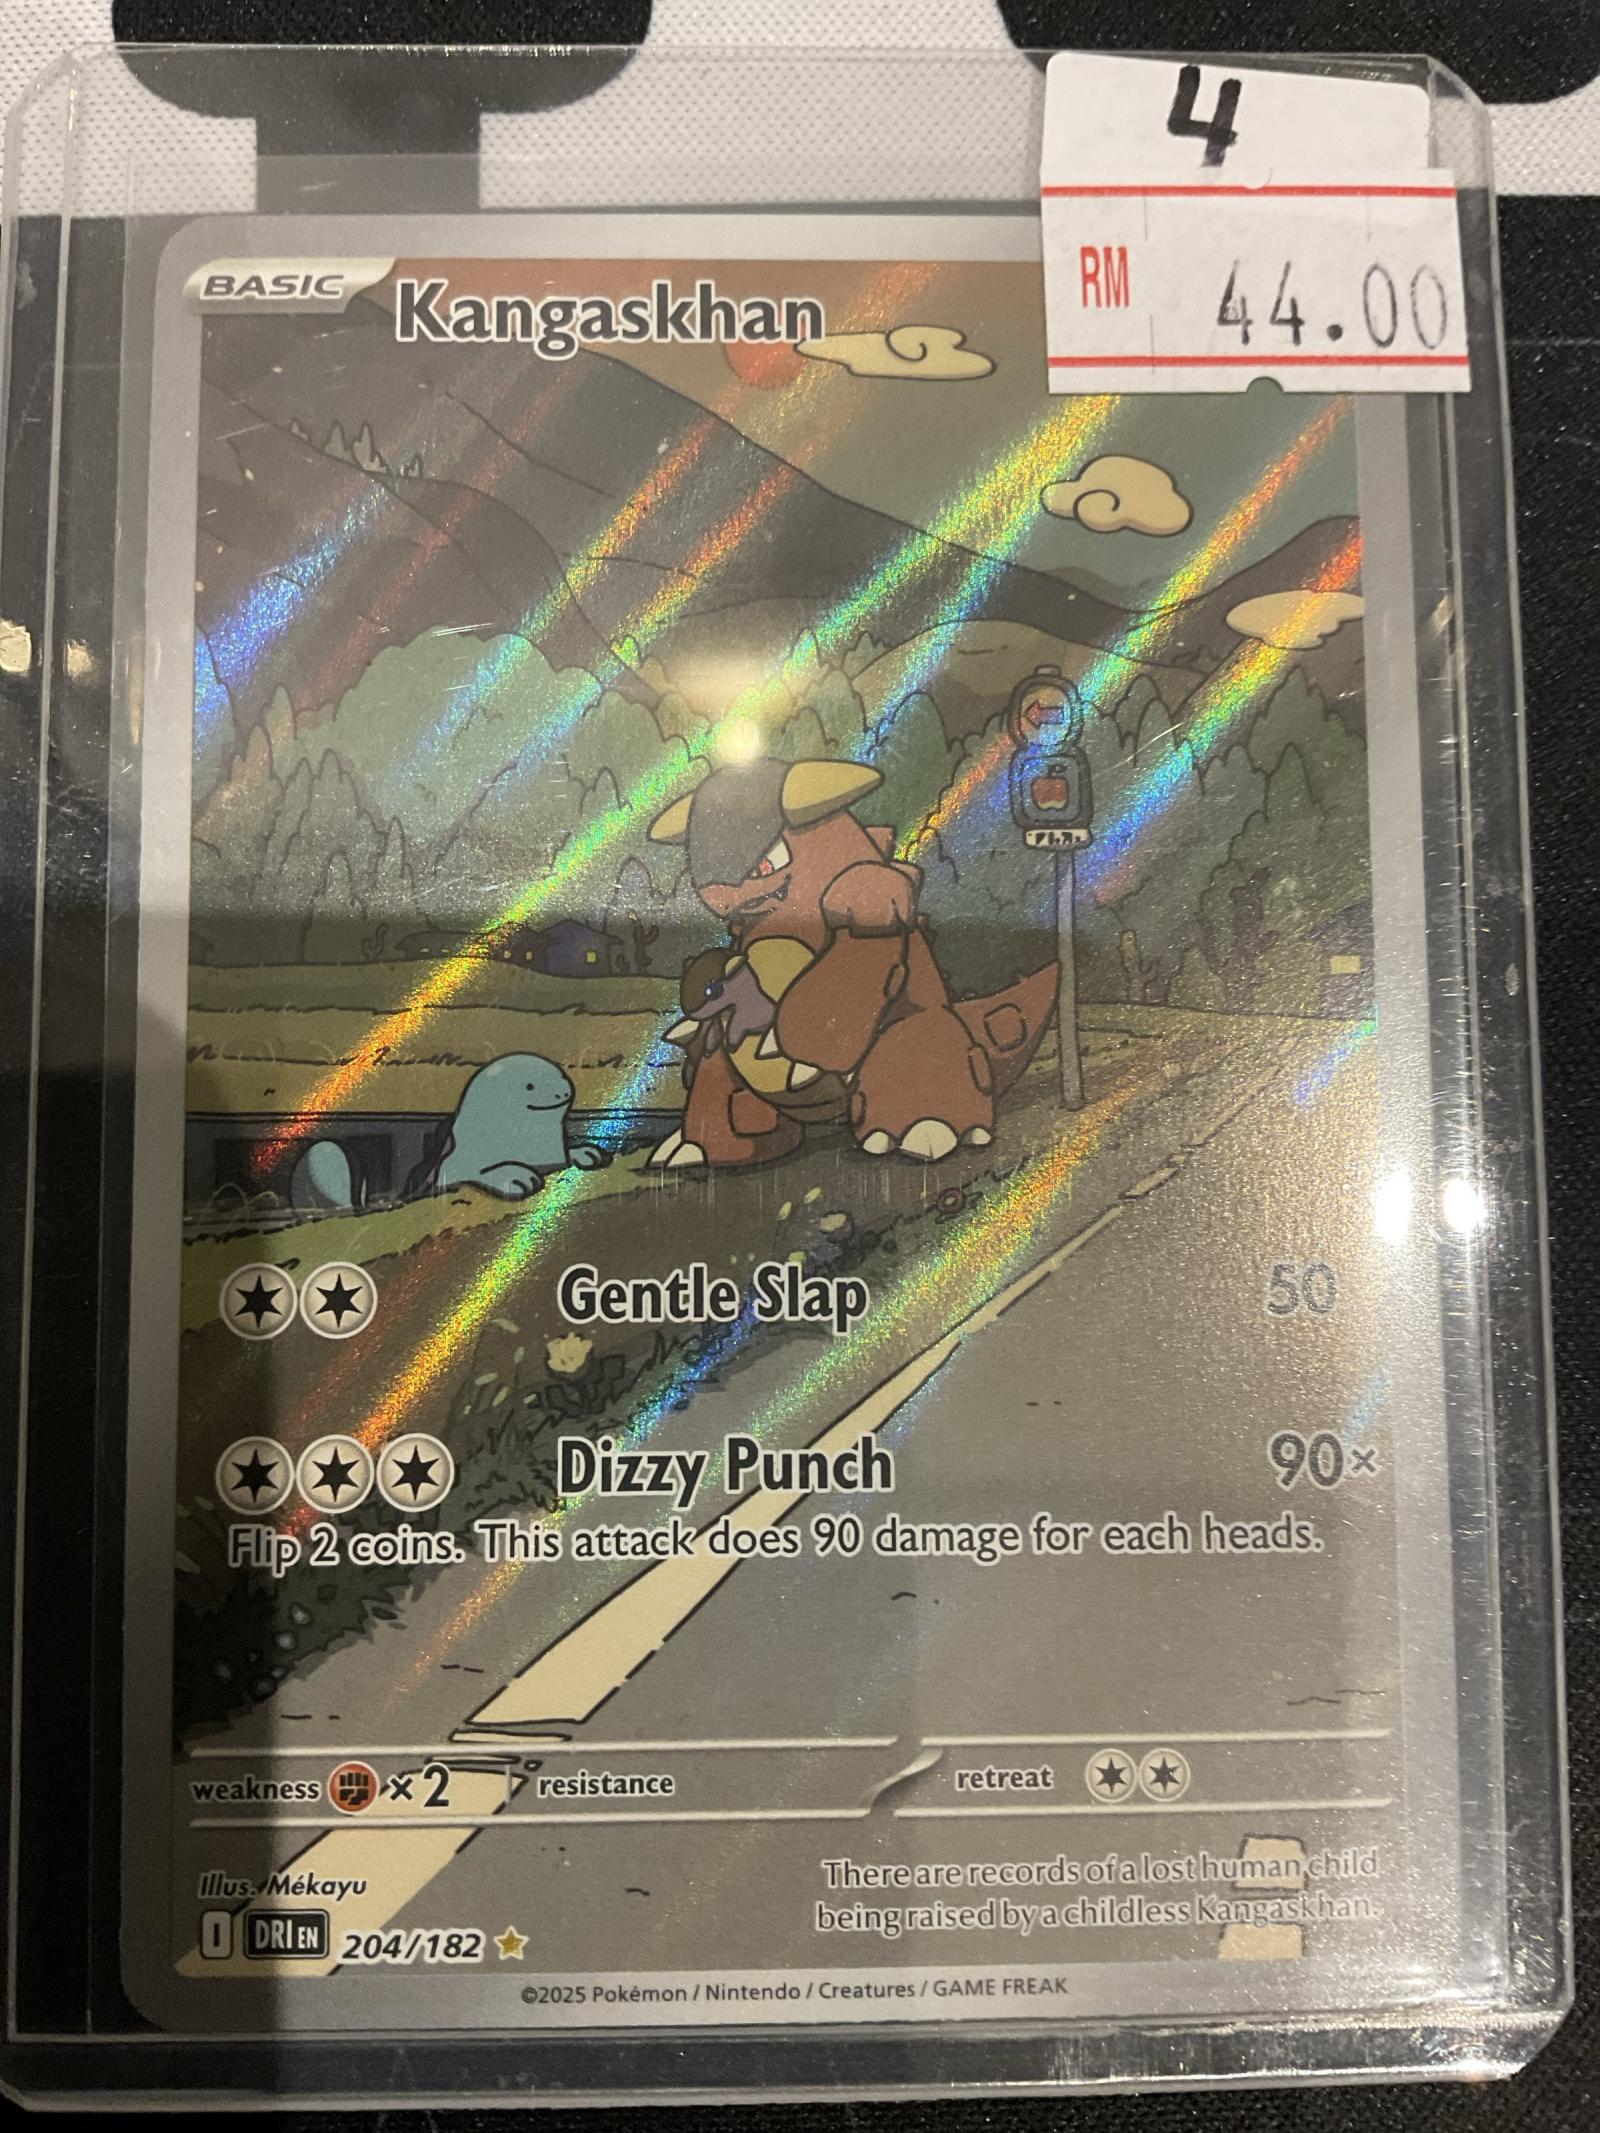 4
RM 44.00
BASIC
Kangaskhan
Gentle Slap 50
Dizzy Punch 90×
Flip 2 coins. This attack does 90 damage for each heads.
weakness ×2 resistance retreat
Illus. Mékayu
There are records of a lost human child
being raised by a childless Kangaskhan.
I DRI EN 204/182
©2025 Pokémon / Nintendo / Creatures / GAME FREAK